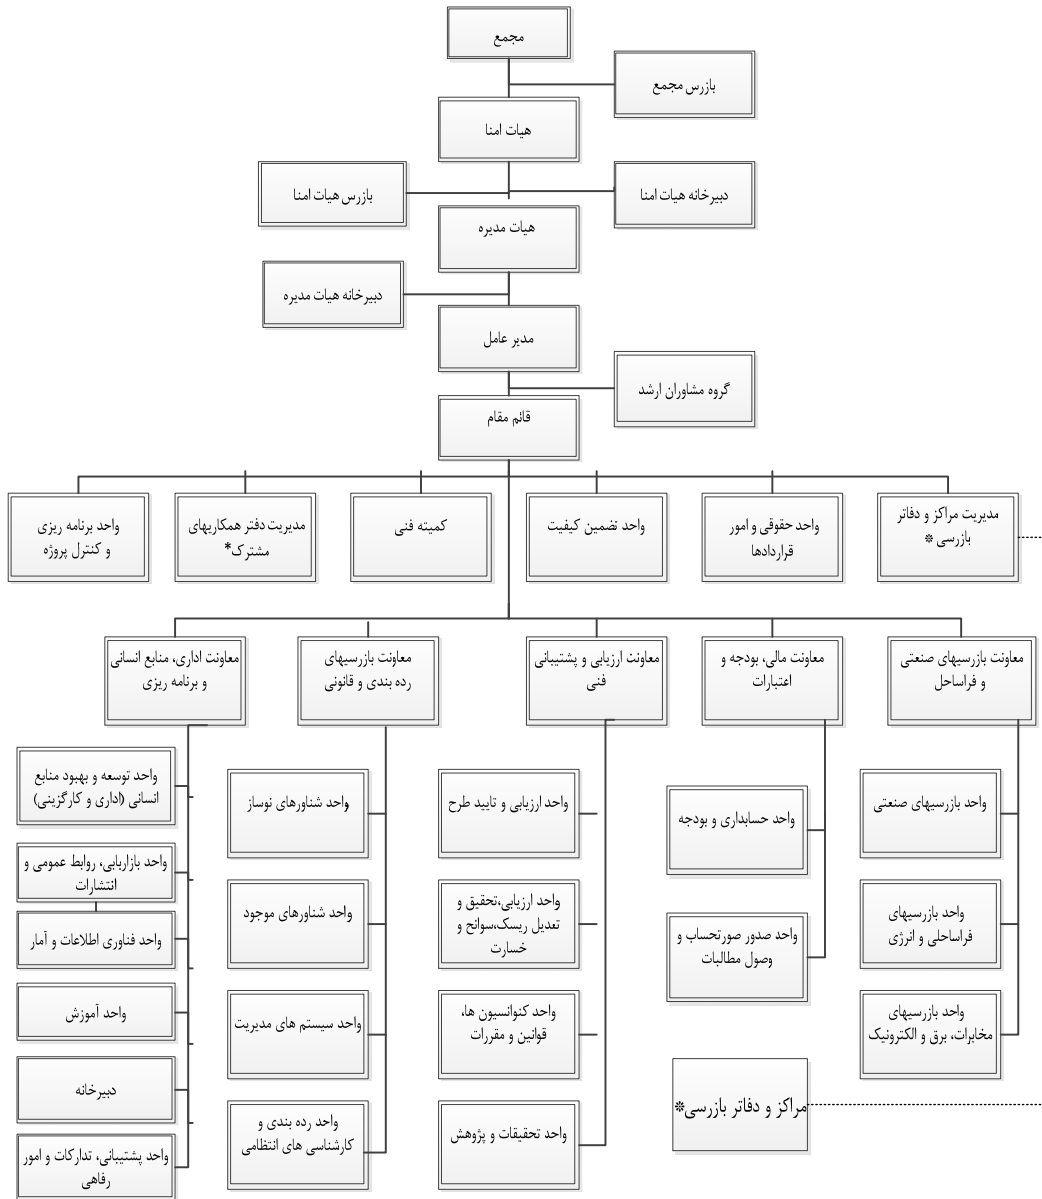 مجمع
بازرس مجمع
هیات امنا
دبیرخانه هیات امنا
بازرس هیات امنا
هیات مدیره
دبیرخانه هیات مدیره
مدیر عامل
گروه مشاوران ارشد
قائم مقام
مدیریت مراکز و دفاتر
بازرسی *
واحد حقوقی و امور
قراردادها
واحد تضمین کیفیت
کمیته فنی
مدیریت دفتر همکاریهای
مشترک*
واحد برنامه ریزی
و کنترل پروژه
معاونت بازرسیهای صنعتی
و فراساحل
معاونت مالی، بودجه و
اعتبارات
معاونت ارزیابی و پشتیبانی
فنی
معاونت بازرسیهای
رده بندی و قانونی
معاونت اداری، منابع انسانی
و برنامه ریزی
واحد بازرسیهای صنعتی
واحد بازرسیهای
فراساحلی و انرژی
واحد بازرسیهای
مخابرات، برق و الکترونیک
واحد حسابداری و بودجه
واحد صدور صورتحساب و
وصول مطالبات
مراکز و دفاتر بازرسی*
واحد ارزیابی و تایید طرح
واحد ارزیابی،تحقیق و
تعدیل ریسک،سوانح و
خسارت
واحد کنوانسیون ها،
قوانین و مقررات
واحد تحقیقات و پژوهش
واحد شناورهای نوساز
واحد شناورهای موجود
واحد سیستم های مدیریت
واحد رده بندی و
کارشناسی های انتظامی
واحد توسعه و بهبود منابع
انسانی (اداری و کارگزینی)
واحد بازاریابی، روابط عمومی و
انتشارات
واحد فناوری اطلاعات و آمار
واحد آموزش
دبیرخانه
واحد پشتیبانی، تدارکات و امور
رفاهی